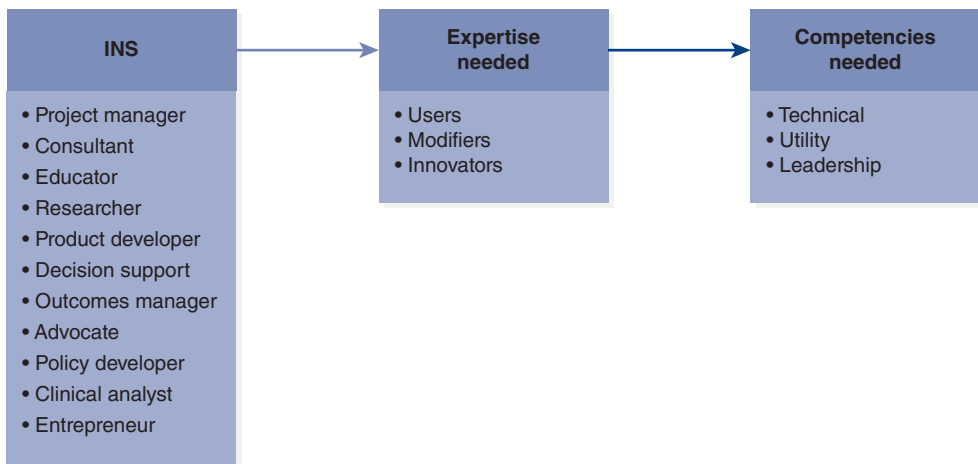 INS
• Project manager
• Consultant
• Educator
• Researcher
• Product developer
• Decision support
• Outcomes manager
• Advocate
• Policy developer
• Clinical analyst
• Entrepreneur
Expertise
needed
• Users
• Modifiers
• Innovators
Competencies
needed
• Technical
• Utility
• Leadership